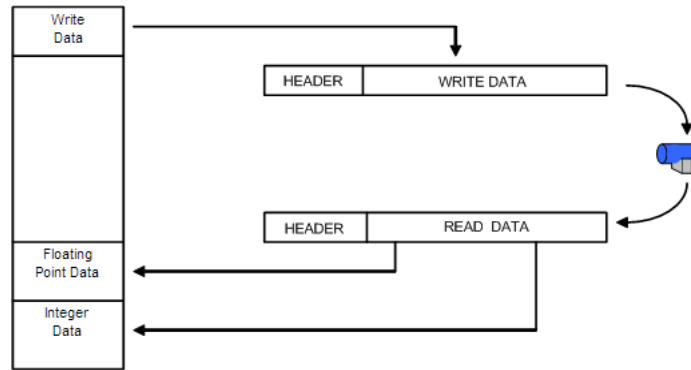 Write
Data
HEADER
WRITE DATA
HEADER
READ DATA
Floating
Point Data
Integer
Data